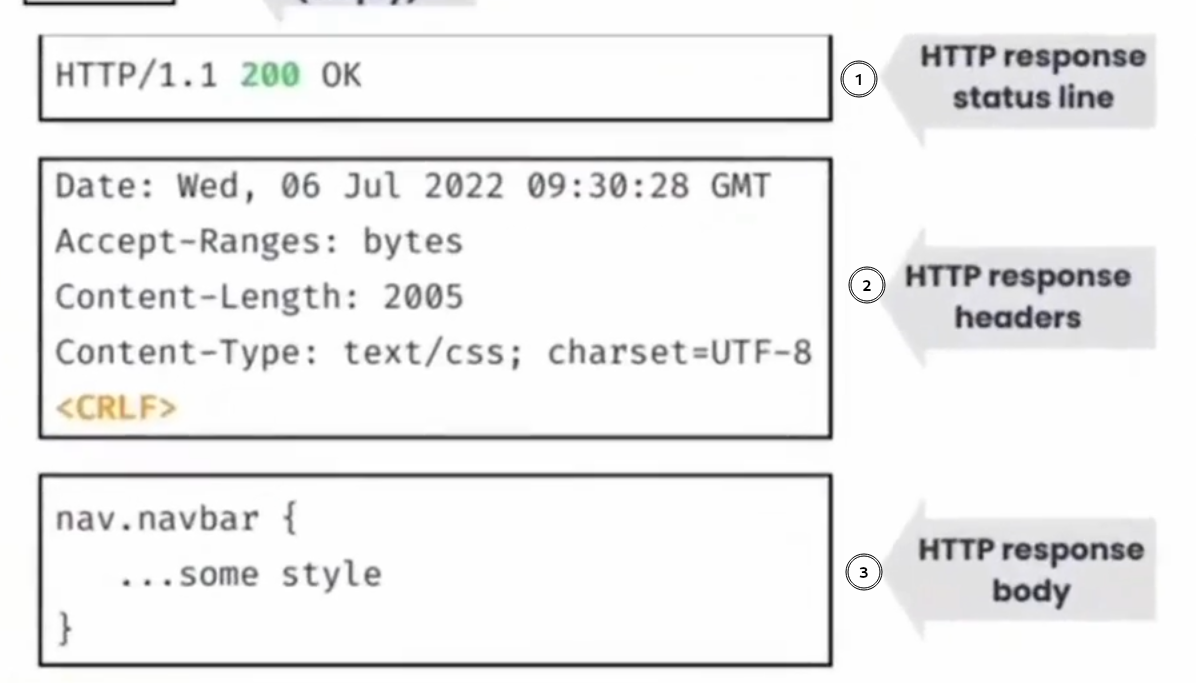 HTTP/1.1 200 OK
1
HTTP response
status line
Date: Wed, 06 Jul 2022 09:30:28 GMT
Accept-Ranges: bytes
Content-Length: 2005
Content-Type: text/css; charset=UTF-8
<CRLF>
2
HTTP response
headers
nav.navbar {
...some style
}
3
HTTP response
body